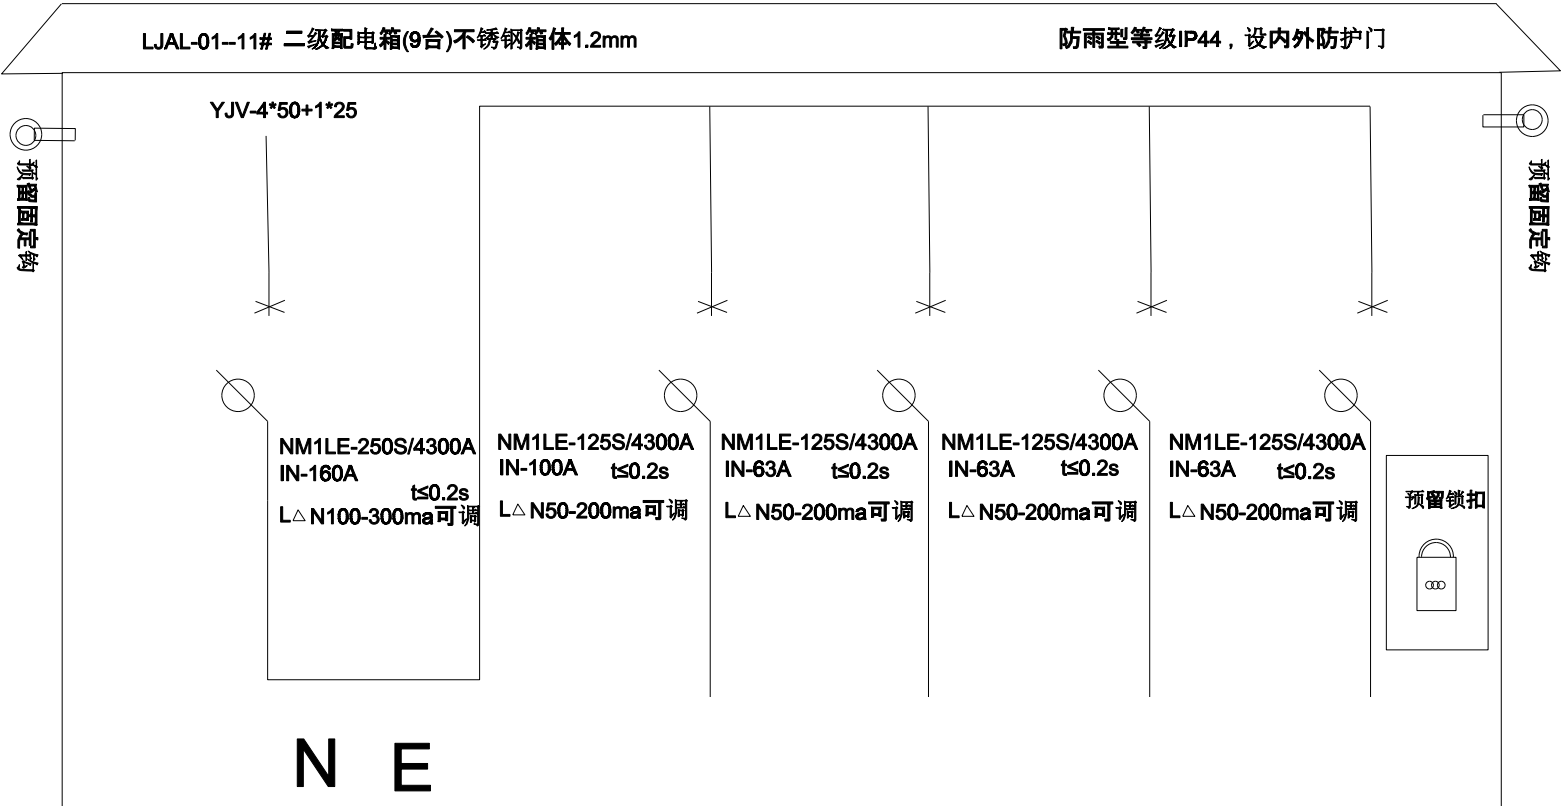 LJAL-01--11# 二级配电箱(9台)不锈钢箱体1.2mm
防雨型等级IP44，设内外防护门
YJV-4*50+1*25
预留固定钩
预留固定钩
NM1LE-250S/4300A
IN-160A
t≤0.2s
L△N100-300ma可调
NM1LE-125S/4300A
IN-100A t≤0.2s
L△N50-200ma可调
NM1LE-125S/4300A
IN-63A t≤0.2s
L△N50-200ma可调
NM1LE-125S/4300A
IN-63A t≤0.2s
L△N50-200ma可调
NM1LE-125S/4300A
IN-63A t≤0.2s
L△N50-200ma可调
预留锁扣
N E